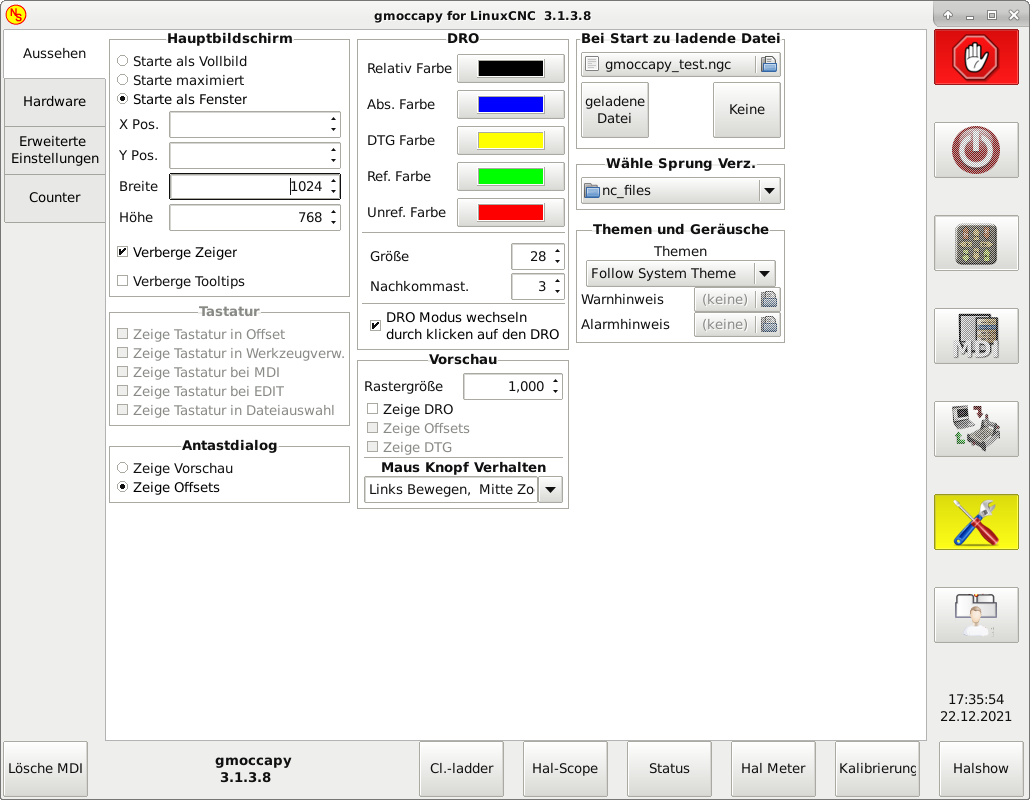 gmoccapy for LinuxCNC 3.1.3.8
Aussehen
Hardware
Erweiterte
Einstellungen
Counter
Hauptbildschirm
Starte als Vollbild
Starte maximiert
Starte als Fenster
X Pos.
Y Pos.
Breite 1024
Höhe 768
Verberge Zeiger
Verberge Tooltips
Tastatur
Zeige Tastatur in Offset
Zeige Tastatur in Werkzeugverw.
Zeige Tastatur bei MDI
Zeige Tastatur bei EDIT
Zeige Tastatur in Dateiauswahl
Antastdialog
Zeige Vorschau
Zeige Offsets
DRO
Relativ Farbe
Abs. Farbe
DTG Farbe
Ref. Farbe
Unref. Farbe
Größe 28
Nachkommast. 3
DRO Modus wechseln
durch klicken auf den DRO
Vorschau
Rastergröße 1,000
Zeige DRO
Zeige Offsets
Zeige DTG
Maus Knopf Verhalten
Links Bewegen, Mitte Zo
Bei Start zu ladende Datei
gmoccapy_test.ngc
geladene
Datei
Keine
Wähle Sprung Verz.
nc_files
Themen und Geräusche
Themen
Follow System Theme
Warnhinweis (keine)
Alarmhinweis (keine)
MDI
17:35:54
22.12.2021
Lösche MDI
gmoccapy
3.1.3.8
Cl.-ladder
Hal-Scope
Status
Hal Meter
Kalibrierung
Halshow